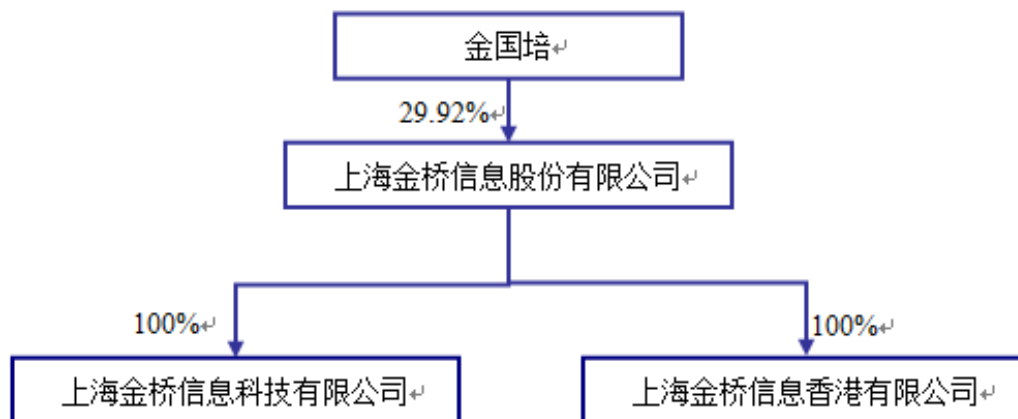 金国培
29.92%
上海金桥信息股份有限公司
100%
100%
上海金桥信息科技有限公司
上海金桥信息香港有限公司